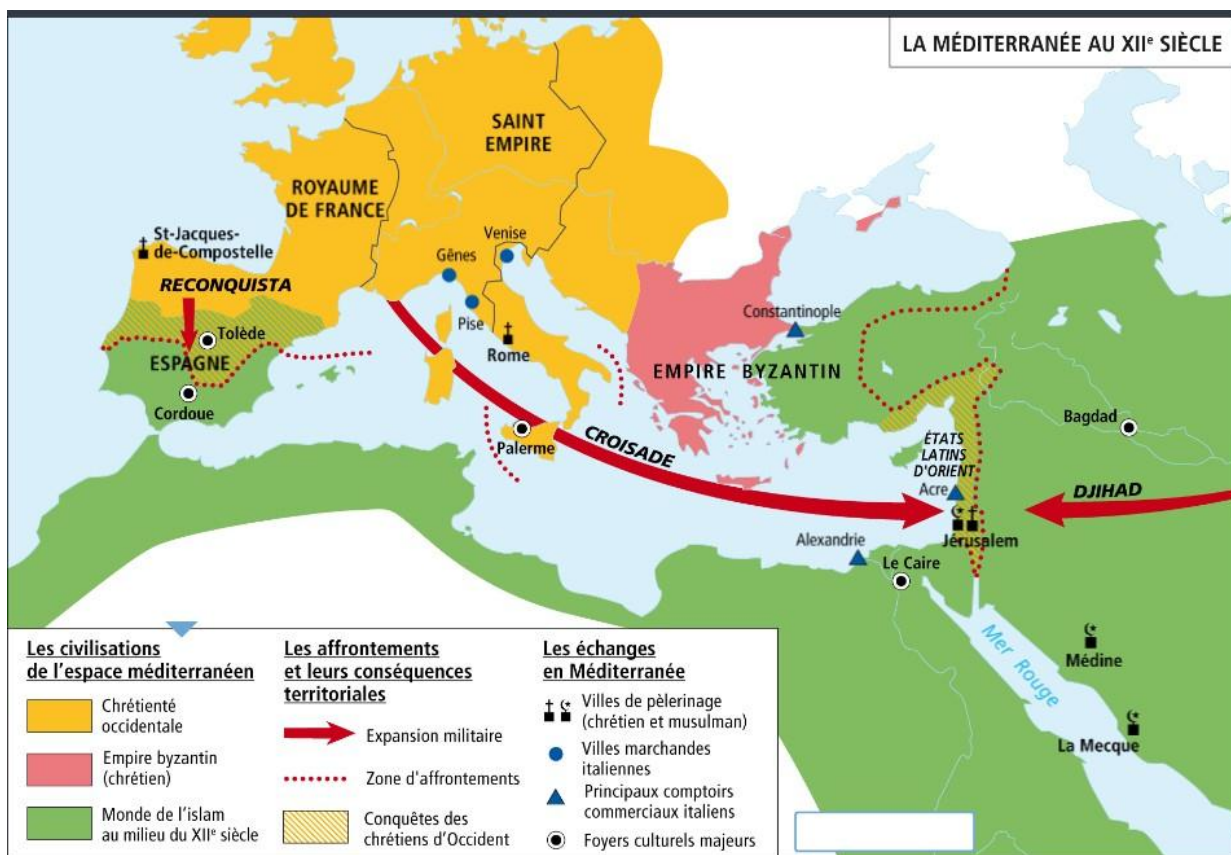 LA MÉDITERRANÉE AU XIIe SIÈCLE
SAINT
EMPIRE
ROYAUME
DE FRANCE
St-Jacques-
de-Compostelle
Venise
Gênes
RECONQUISTA
Pise
Constantinople
Tolède
Rome
ESPAGNE
EMPIRE BYZANTIN
Cordoue
Bagdad
Palerme
CROISADE
ÉTATS
LATINS
D'ORIENT
Acre
DJIHAD
Jérusalem
Alexandrie
Le Caire
Mer Rouge
Médine
La Mecque
Les civilisations
de l'espace méditerranéen
Chrétienté
occidentale
Empire byzantin
(chrétien)
Monde de l'islam
au milieu du XIIe siècle
Les affrontements
et leurs conséquences
territoriales
Expansion militaire
Zone d'affrontements
Conquêtes des
chrétiens d'Occident
Les échanges
en Méditerranée
Villes de pèlerinage
(chrétien et musulman)
Villes marchandes
italiennes
Principaux comptoirs
commerciaux italiens
Foyers culturels majeurs